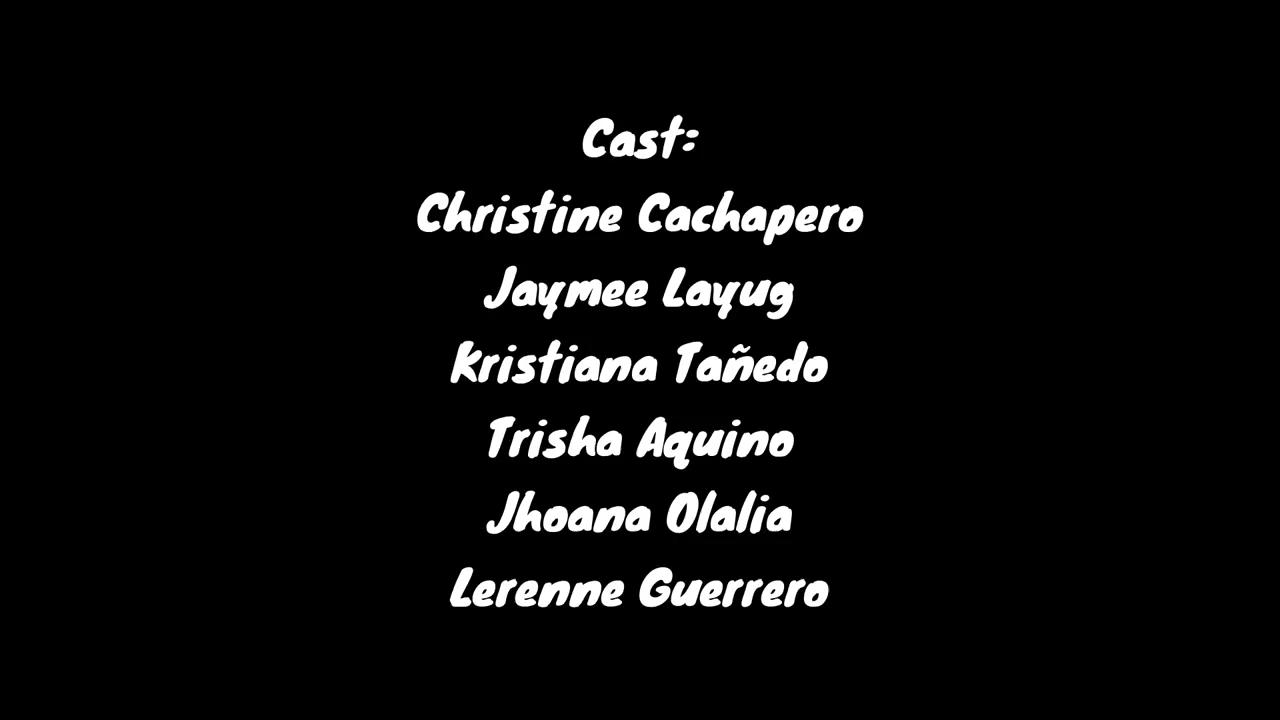 Cast:
Christine Cachapero
Jaymee Layug
Kristiana Tañedo
Trisha Aquino
Jhoana Olalia
Lerenne Guerrero